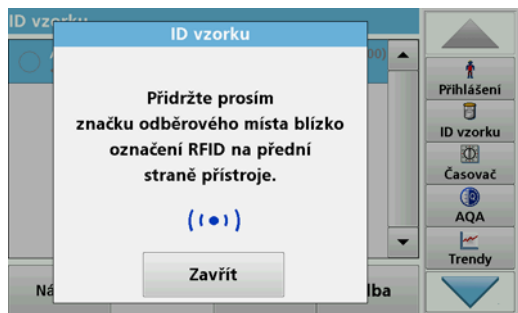 ID vzorku
00)
Přidržte prosím
značku odběrového místa blízko
označení RFID na přední
straně přístroje.
Zavřít
Přihlášení
ID vzorku
Časovač
AQA
Trendy